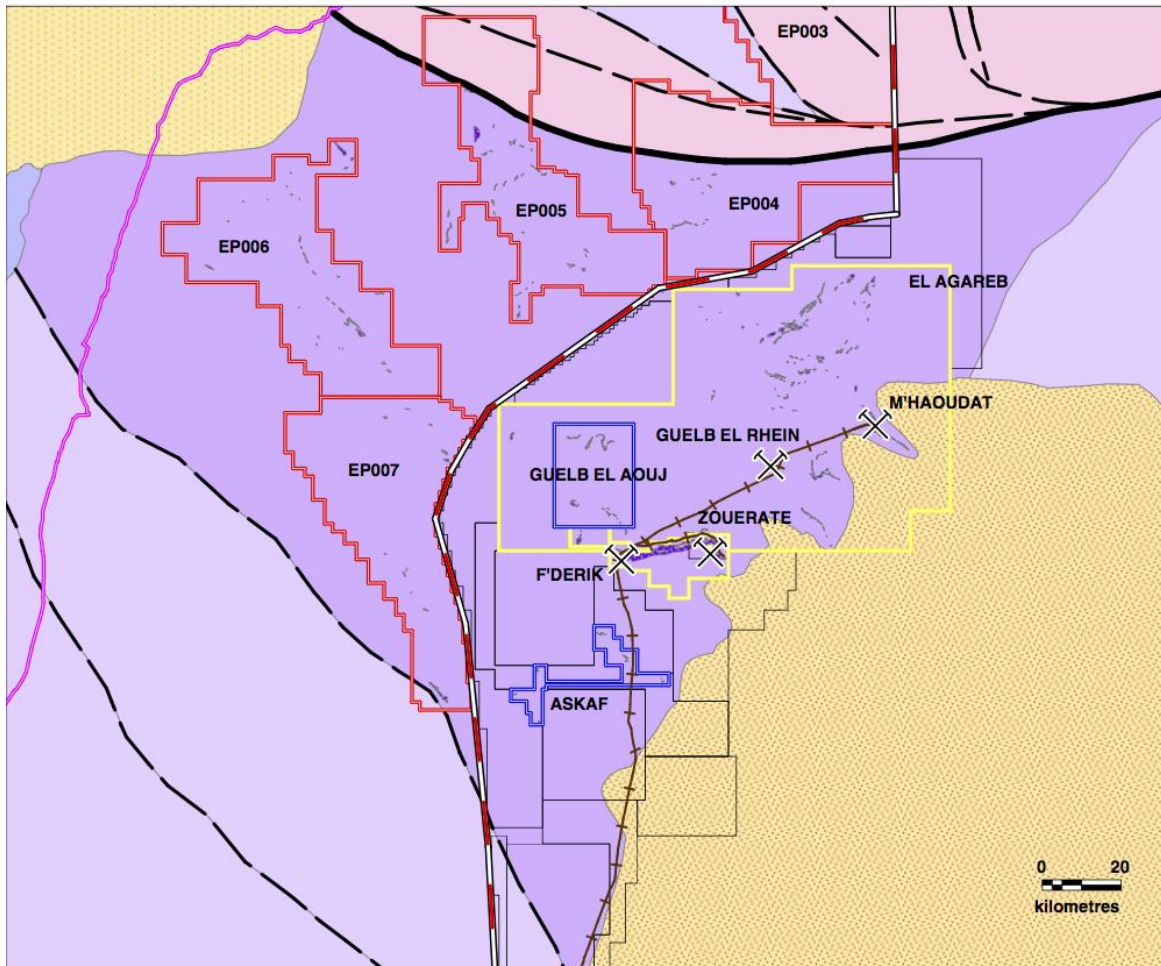 EP003
EP004
EP005
EP006
EL AGAREB
M'HAOUDAT
GUELB EL RHEIN
EP007
GUELB EL AOUJ
ZOUERATE
F'DERIK
ASKAF
0 20
kilometres